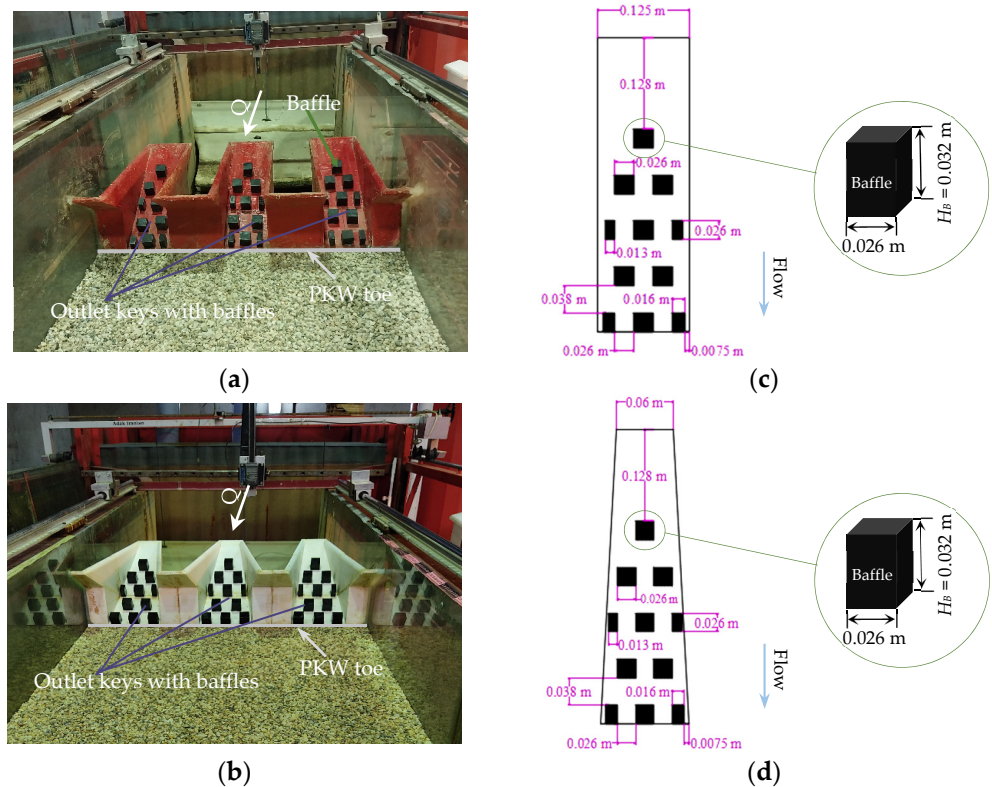 Q
Baffle
PKW toe
Outlet keys with baffles
(a)
0.125 m
0.128 m
0.026 m
0.026 m
0.013 m
0.038 m
0.016 m
0.026 m
0.0075 m
Flow
Baffle
H_B = 0.032 m
0.026 m
(c)
Q
PKW toe
Outlet keys with baffles
(b)
0.06 m
0.128 m
0.026 m
0.026 m
0.013 m
0.038 m
0.016 m
0.026 m
0.0075 m
Flow
Baffle
H_B = 0.032 m
0.026 m
(d)